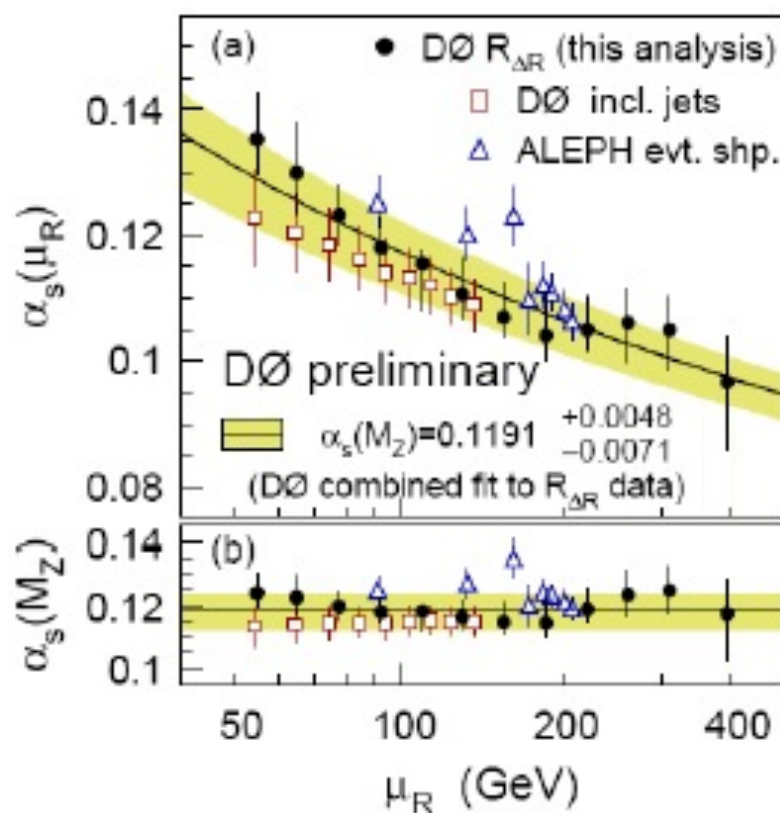 (a)
DØ R_ΔR (this analysis)
DØ incl. jets
ALEPH evt. shp.
0.14
0.12
0.1
0.08
α_s(μ_R)
DØ preliminary
α_s(M_Z)=0.1191 +0.0048 −0.0071
(DØ combined fit to R_ΔR data)
(b)
0.14
0.12
0.1
α_s(M_Z)
50 100 200 400
μ_R (GeV)